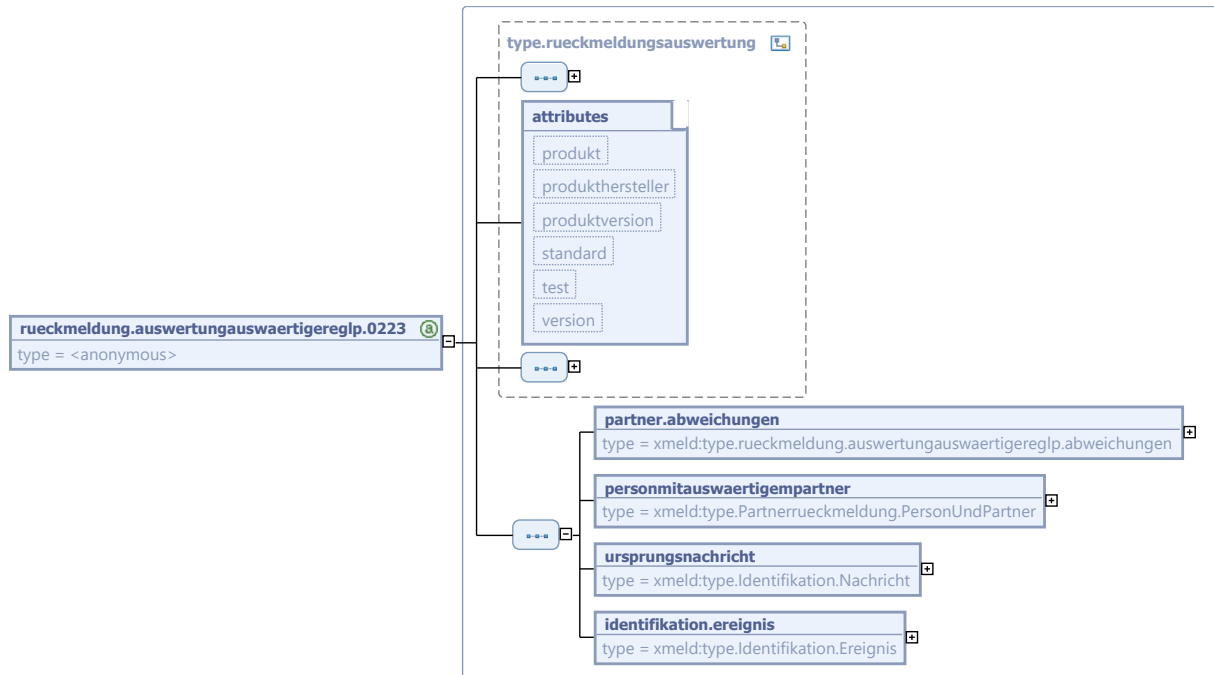 type.rueckmeldungsauswertung
attributes
produkt
produkthersteller
produktversion
standard
test
version
rueckmeldung.auswertungauswaertigereglp.0223 a
type = <anonymous>
partner.abweichungen
type = xmeld:type.rueckmeldung.auswertungauswaertigereglp.abweichungen
personmitauswaertigempartner
type = xmeld:type.Partnerrueckmeldung.PersonUndPartner
ursprungsnachricht
type = xmeld:type.Identifikation.Nachricht
identifikation.ereignis
type = xmeld:type.Identifikation.Ereignis